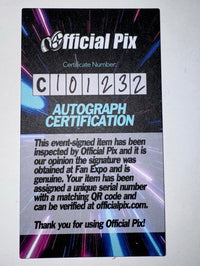 Official Pix
Certificate Number:
C101232
AUTOGRAPH
CERTIFICATION
This event-signed item has been
inspected by Official Pix and it is
our opinion the signature was
obtained at Fan Expo and is
genuine. Your item has been
assigned a unique serial number
with a matching QR code and
can be verified at officialpix.com.
Thank you for using Official Pix!